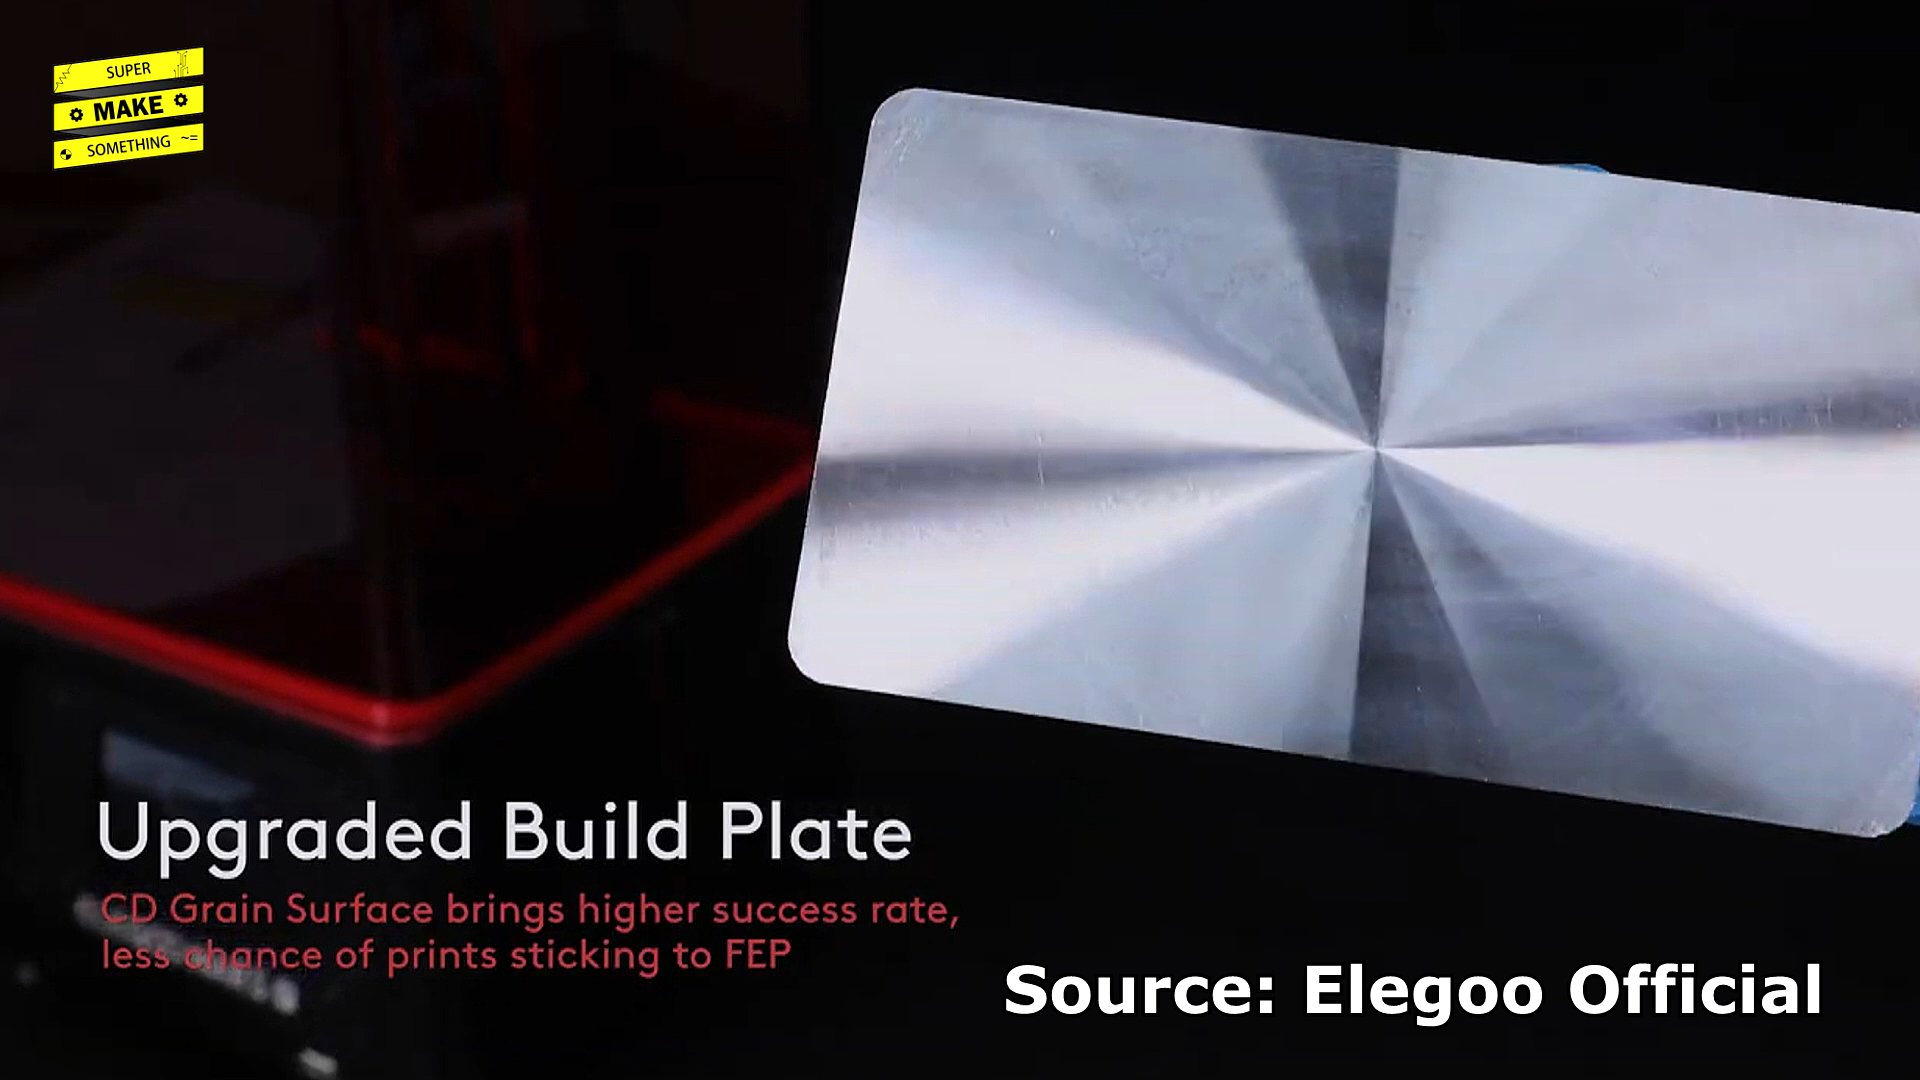 SUPER
MAKE
SOMETHING ~=
Upgraded Build Plate
CD Grain Surface brings higher success rate,
less chance of prints sticking to FEP
Source: Elegoo Official